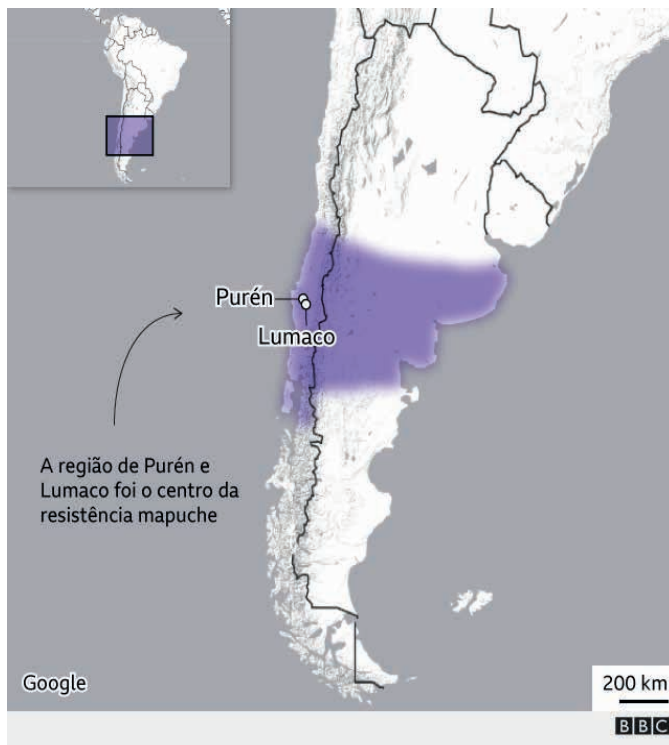 Purén
Lumaco
A região de Purén e
Lumaco foi o centro da
resistência mapuche
Google
200 km
BBC